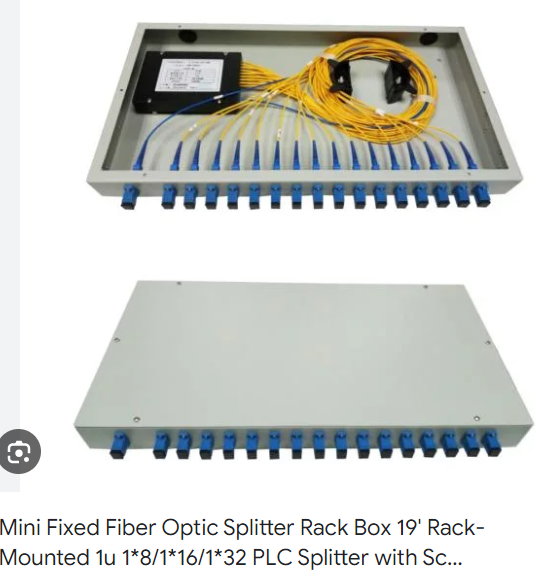 Mini Fixed Fiber Optic Splitter Rack Box 19' Rack-
Mounted 1u 1*8/1*16/1*32 PLC Splitter with Sc...